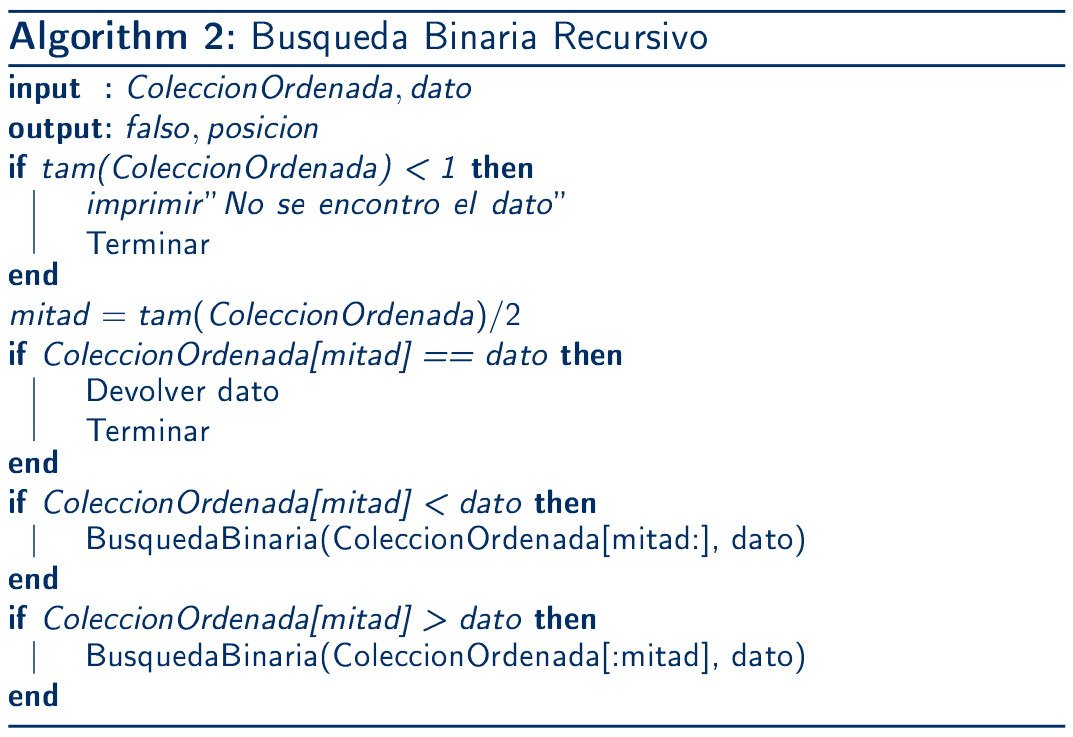 Algorithm 2: Busqueda Binaria Recursivo
input : ColeccionOrdenada, dato
output: falso, posicion
if tam(ColeccionOrdenada) < 1 then
imprimir”No se encontro el dato”
Terminar
end
mitad = tam(ColeccionOrdenada)/2
if ColeccionOrdenada[mitad] == dato then
Devolver dato
Terminar
end
if ColeccionOrdenada[mitad] < dato then
BusquedaBinaria(ColeccionOrdenada[mitad:], dato)
end
if ColeccionOrdenada[mitad] > dato then
BusquedaBinaria(ColeccionOrdenada[:mitad], dato)
end